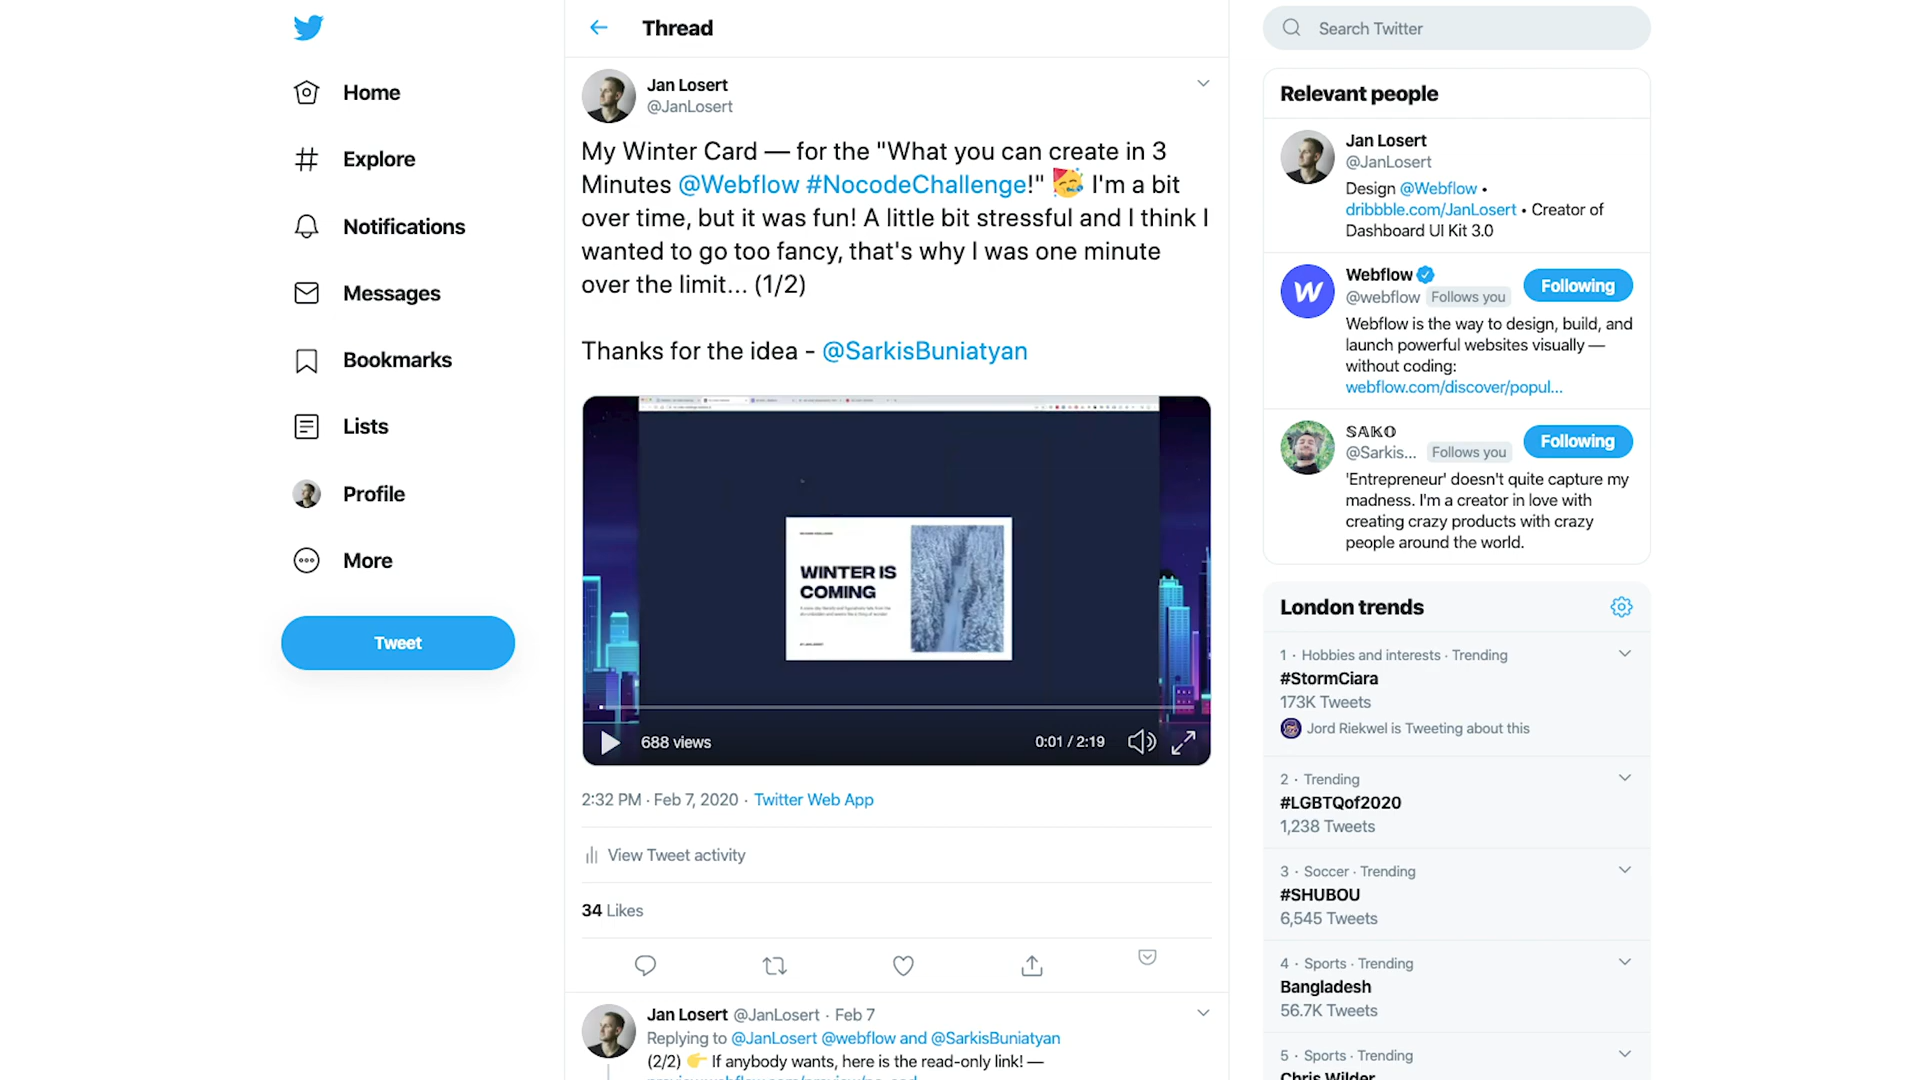 Home
Explore
Notifications
Messages
Bookmarks
Lists
Profile
More
Tweet
Thread
Jan Losert
@JanLosert
My Winter Card — for the "What you can create in 3
Minutes @Webflow #NocodeChallenge!" 🥳 I'm a bit
over time, but it was fun! A little bit stressful and I think I
wanted to go too fancy, that's why I was one minute
over the limit... (1/2)
Thanks for the idea - @SarkisBuniatyan
WINTER IS
COMING
688 views
0:01 / 2:19
2:32 PM · Feb 7, 2020 · Twitter Web App
View Tweet activity
34 Likes
Jan Losert @JanLosert · Feb 7
Replying to @JanLosert @webflow and @SarkisBuniatyan
(2/2) 👉 If anybody wants, here is the read-only link! —
Search Twitter
Relevant people
Jan Losert
@JanLosert
Design @Webflow •
dribbble.com/JanLosert • Creator of
Dashboard UI Kit 3.0
W
Webflow
@webflow Follows you
Following
Webflow is the way to design, build, and
launch powerful websites visually —
without coding:
webflow.com/discover/popul...
𝕊𝔸𝕂𝕆
@Sarkis... Follows you
Following
'Entrepreneur' doesn't quite capture my
madness. I'm a creator in love with
creating crazy products with crazy
people around the world.
London trends
1 · Hobbies and interests · Trending
#StormCiara
173K Tweets
Jord Riekwel is Tweeting about this
2 · Trending
#LGBTQof2020
1,238 Tweets
3 · Soccer · Trending
#SHUBOU
6,545 Tweets
4 · Sports · Trending
Bangladesh
56.7K Tweets
5 · Sports · Trending
Chris Wilder